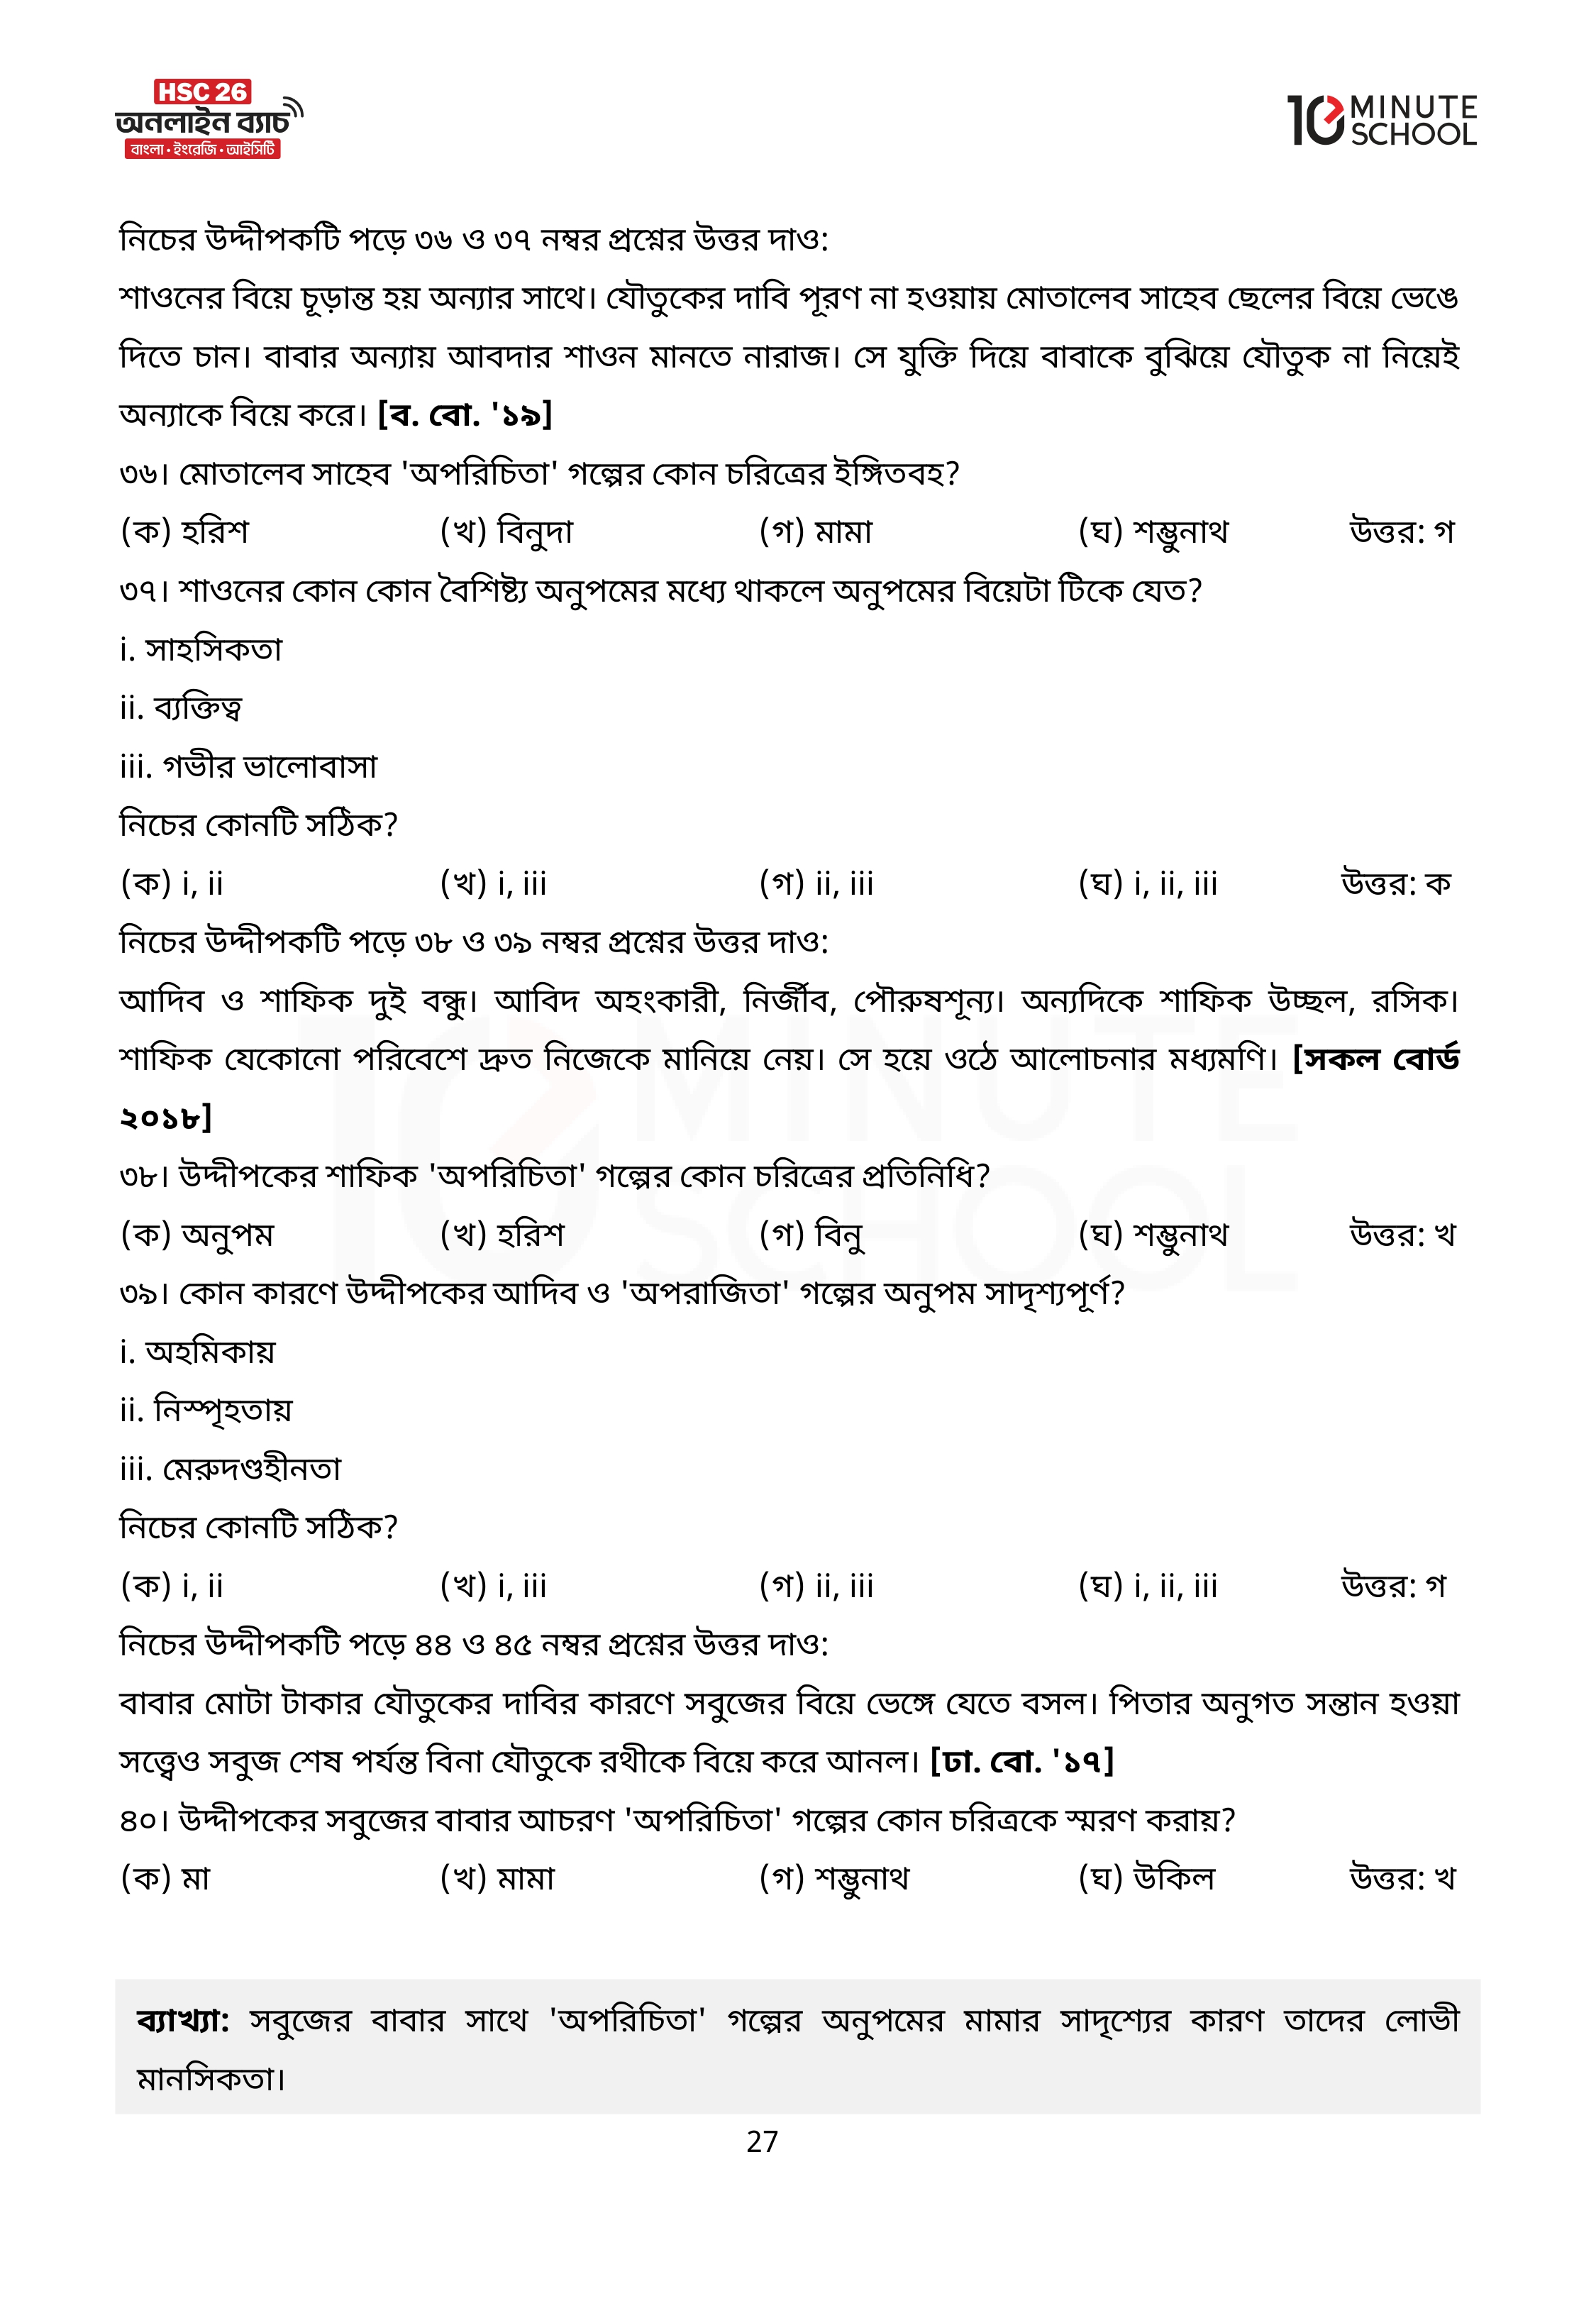 HSC 26
অনলাইন ব্যাচ
বাংলা • ইংরেজি • আইসিটি
10 MINUTE SCHOOL
নিচের উদ্দীপকটি পড়ে ৩৬ ও ৩৭ নম্বর প্রশ্নের উত্তর দাও:
শাওনের বিয়ে চূড়ান্ত হয় অন্যার সাথে। যৌতুকের দাবি পূরণ না হওয়ায় মোতালেব সাহেব ছেলের বিয়ে ভেঙে
দিতে চান। বাবার অন্যায় আবদার শাওন মানতে নারাজ। সে যুক্তি দিয়ে বাবাকে বুঝিয়ে যৌতুক না নিয়েই
অন্যাকে বিয়ে করে। [ব. বো. '১৯]
৩৬। মোতালেব সাহেব 'অপরিচিতা' গল্পের কোন চরিত্রের ইঙ্গিতবহ?
(ক) হরিশ (খ) বিনুদা (গ) মামা (ঘ) শম্ভুনাথ উত্তর: গ
৩৭। শাওনের কোন কোন বৈশিষ্ট্য অনুপমের মধ্যে থাকলে অনুপমের বিয়েটা টিকে যেত?
i. সাহসিকতা
ii. ব্যক্তিত্ব
iii. গভীর ভালোবাসা
নিচের কোনটি সঠিক?
(ক) i, ii (খ) i, iii (গ) ii, iii (ঘ) i, ii, iii উত্তর: ক
নিচের উদ্দীপকটি পড়ে ৩৮ ও ৩৯ নম্বর প্রশ্নের উত্তর দাও:
আদিব ও শাফিক দুই বন্ধু। আবিদ অহংকারী, নির্জীব, পৌরুষশূন্য। অন্যদিকে শাফিক উচ্ছল, রসিক।
শাফিক যেকোনো পরিবেশে দ্রুত নিজেকে মানিয়ে নেয়। সে হয়ে ওঠে আলোচনার মধ্যমণি। [সকল বোর্ড
২০১৮]
৩৮। উদ্দীপকের শাফিক 'অপরিচিতা' গল্পের কোন চরিত্রের প্রতিনিধি?
(ক) অনুপম (খ) হরিশ (গ) বিনু (ঘ) শম্ভুনাথ উত্তর: খ
৩৯। কোন কারণে উদ্দীপকের আদিব ও 'অপরাজিতা' গল্পের অনুপম সাদৃশ্যপূর্ণ?
i. অহমিকায়
ii. নিস্পৃহতায়
iii. মেরুদণ্ডহীনতা
নিচের কোনটি সঠিক?
(ক) i, ii (খ) i, iii (গ) ii, iii (ঘ) i, ii, iii উত্তর: গ
নিচের উদ্দীপকটি পড়ে ৪৪ ও ৪৫ নম্বর প্রশ্নের উত্তর দাও:
বাবার মোটা টাকার যৌতুকের দাবির কারণে সবুজের বিয়ে ভেঙ্গে যেতে বসল। পিতার অনুগত সন্তান হওয়া
সত্ত্বেও সবুজ শেষ পর্যন্ত বিনা যৌতুকে রথীকে বিয়ে করে আনল। [ঢা. বো. '১৭]
৪০। উদ্দীপকের সবুজের বাবার আচরণ 'অপরিচিতা' গল্পের কোন চরিত্রকে স্মরণ করায়?
(ক) মা (খ) মামা (গ) শম্ভুনাথ (ঘ) উকিল উত্তর: খ
ব্যাখ্যা: সবুজের বাবার সাথে 'অপরিচিতা' গল্পের অনুপমের মামার সাদৃশ্যের কারণ তাদের লোভী
মানসিকতা।
27